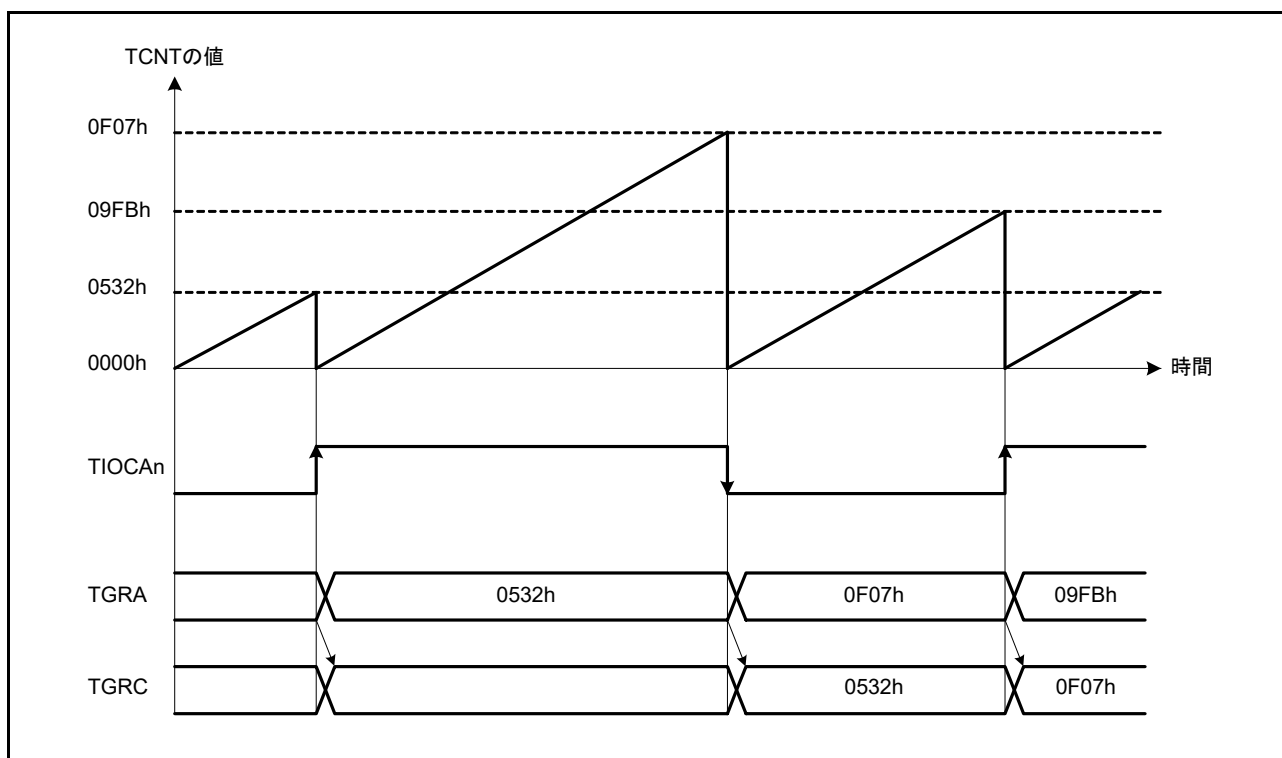 TCNTの値
0F07h
09FBh
0532h
0000h
時間
TIOCAn
TGRA
0532h
0F07h
09FBh
TGRC
0532h
0F07h